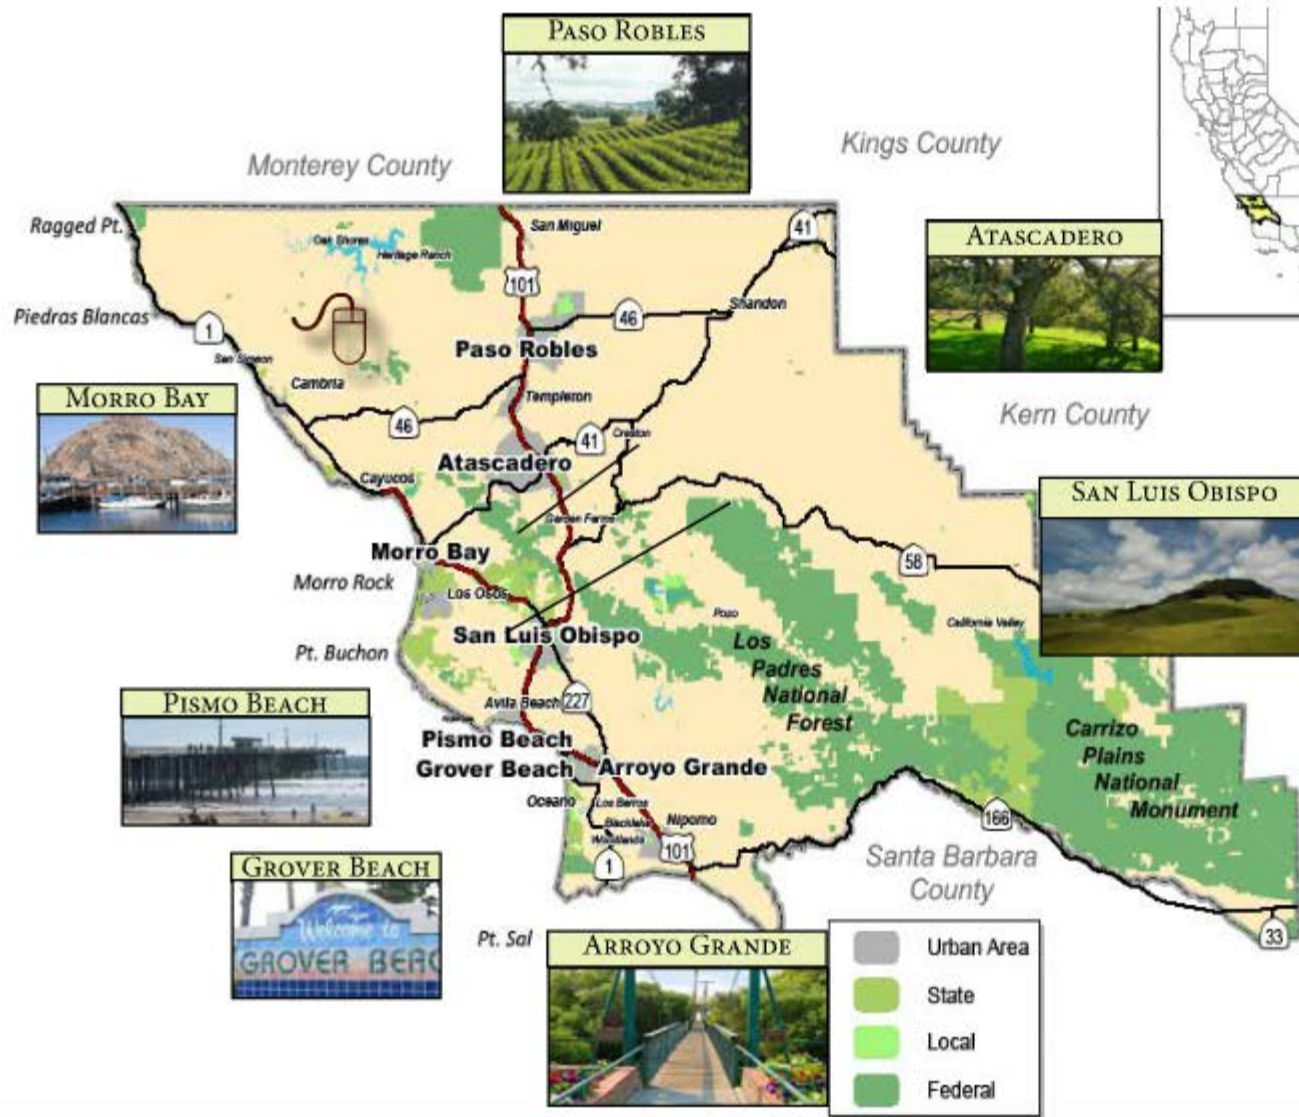 PASO ROBLES
Monterey County
Kings County
Ragged Pt.
San Miguel
41
ATASCADERO
Oak Shores
Heritage Ranch
101
Piedras Blancas
1
46
Shandon
San Simeon
Paso Robles
Cambria
MORRO BAY
Templeton
46
41
Creston
Kern County
Atascadero
Cayucos
SAN LUIS OBISPO
Garden Farms
Morro Bay
58
Morro Rock
Los Osos
Pozo
California Valley
San Luis Obispo
Los
Padres
National
Forest
Pt. Buchon
PISMO BEACH
Avila Beach
227
Carrizo
Plains
National
Monument
Pismo Beach
Grover Beach
Arroyo Grande
Oceano
Los Berros
Blacklake
Nipomo
Woodlands
166
101
1
Santa Barbara
County
GROVER BEACH
Welcome to
GROVER BEAC
Pt. Sal
ARROYO GRANDE
33
Urban Area
State
Local
Federal